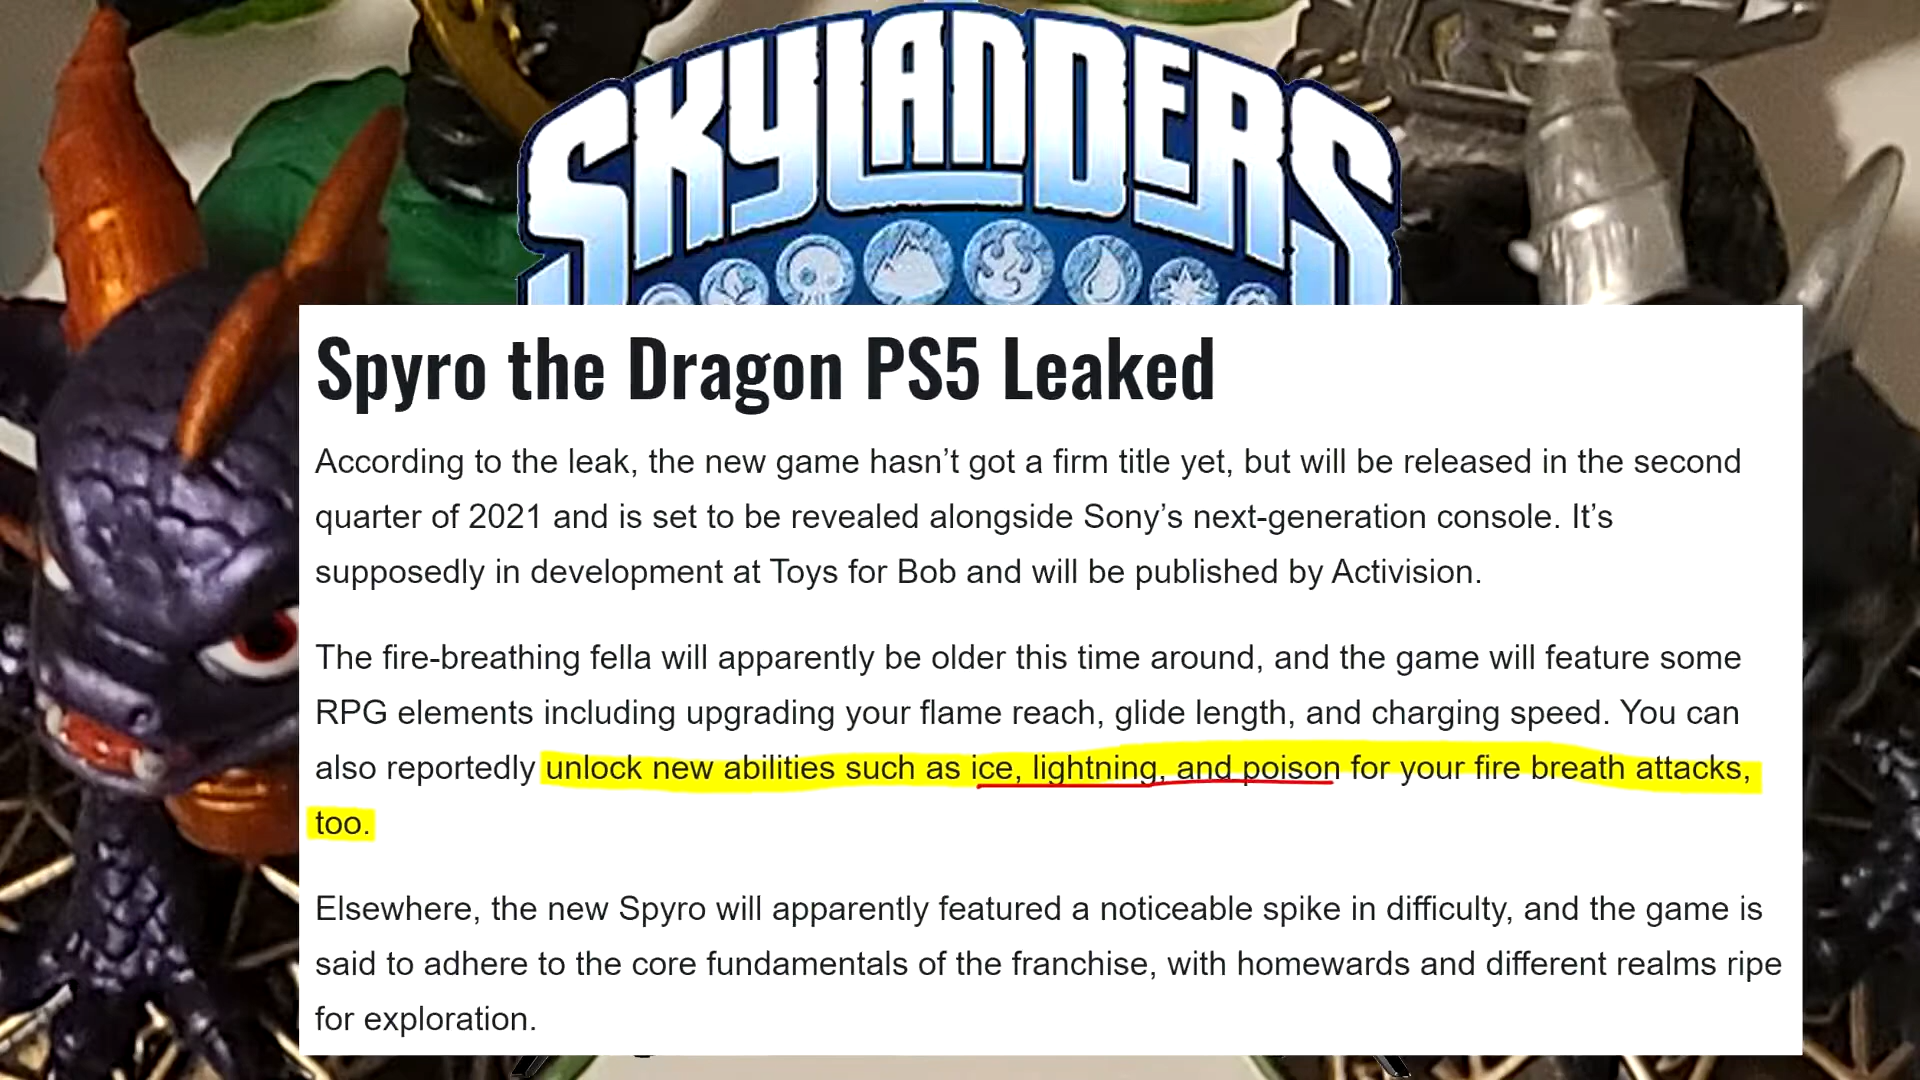 SKYLANDERS
Spyro the Dragon PS5 Leaked
According to the leak, the new game hasn’t got a firm title yet, but will be released in the second
quarter of 2021 and is set to be revealed alongside Sony’s next-generation console. It’s
supposedly in development at Toys for Bob and will be published by Activision.
The fire-breathing fella will apparently be older this time around, and the game will feature some
RPG elements including upgrading your flame reach, glide length, and charging speed. You can
also reportedly unlock new abilities such as ice, lightning, and poison for your fire breath attacks,
too.
Elsewhere, the new Spyro will apparently featured a noticeable spike in difficulty, and the game is
said to adhere to the core fundamentals of the franchise, with homewards and different realms ripe
for exploration.